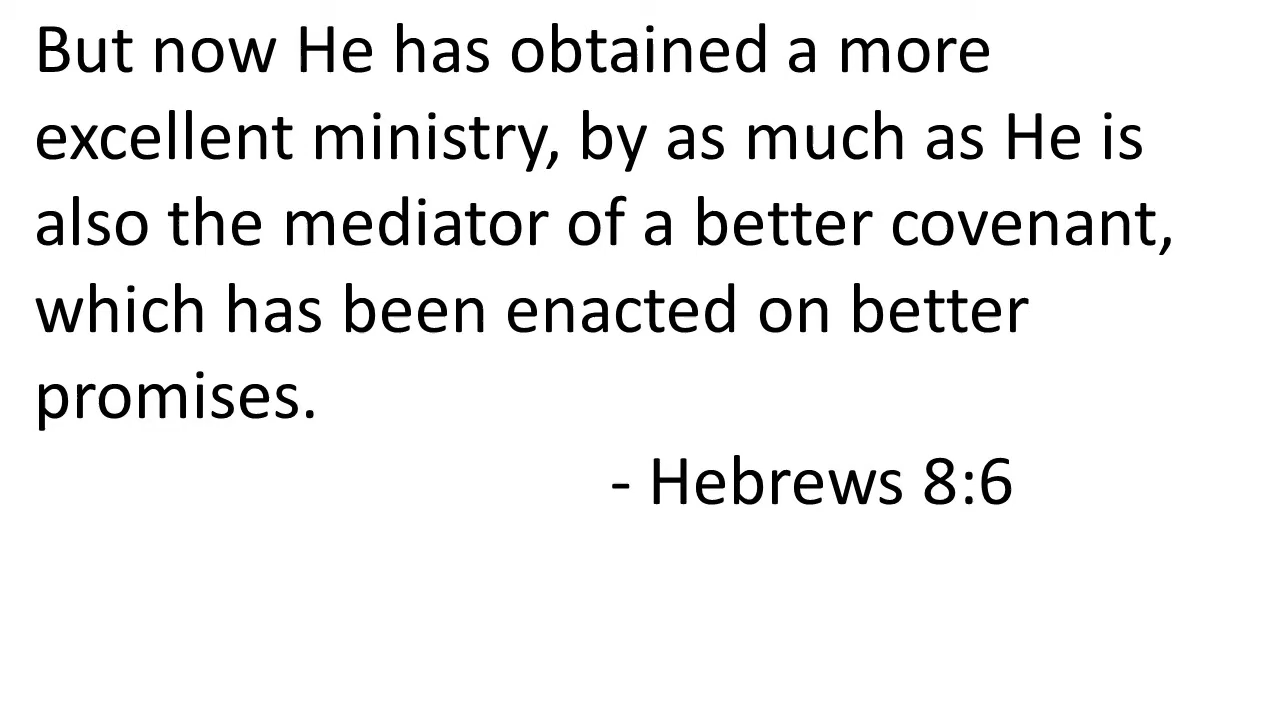 But now He has obtained a more
excellent ministry, by as much as He is
also the mediator of a better covenant,
which has been enacted on better
promises.
- Hebrews 8:6